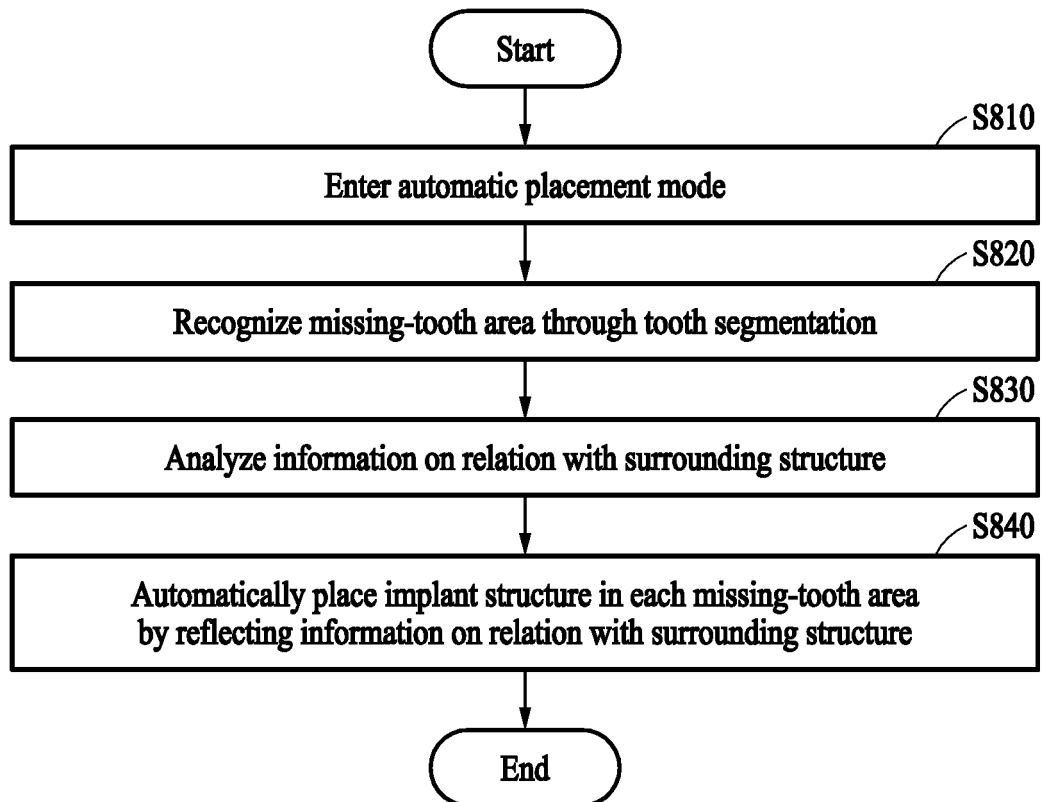 Start
S810
Enter automatic placement mode
S820
Recognize missing-tooth area through tooth segmentation
S830
Analyze information on relation with surrounding structure
S840
Automatically place implant structure in each missing-tooth area
by reflecting information on relation with surrounding structure
End